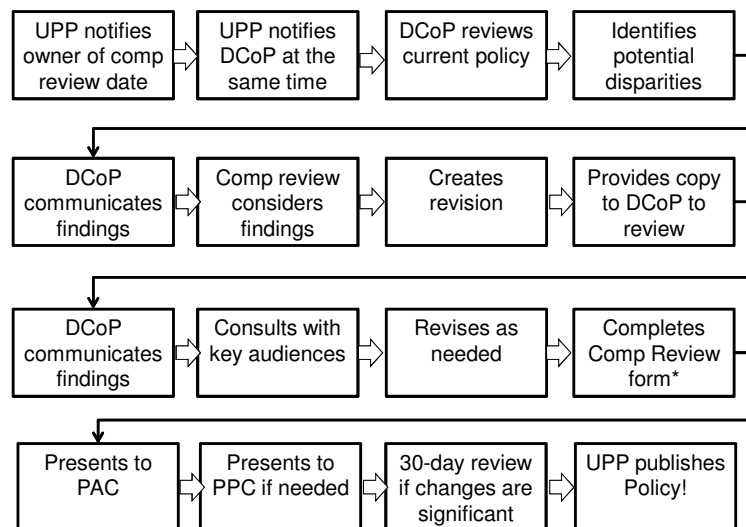 UPP notifies
owner of comp
review date
UPP notifies
DCoP at the
same time
DCoP reviews
current policy
Identifies
potential
disparities
DCoP
communicates
findings
Comp review
considers
findings
Creates
revision
Provides copy
to DCoP to
review
DCoP
communicates
findings
Consults with
key audiences
Revises as
needed
Completes
Comp Review
form*
Presents to
PAC
Presents to
PPC if needed
30-day review
if changes are
significant
UPP publishes
Policy!